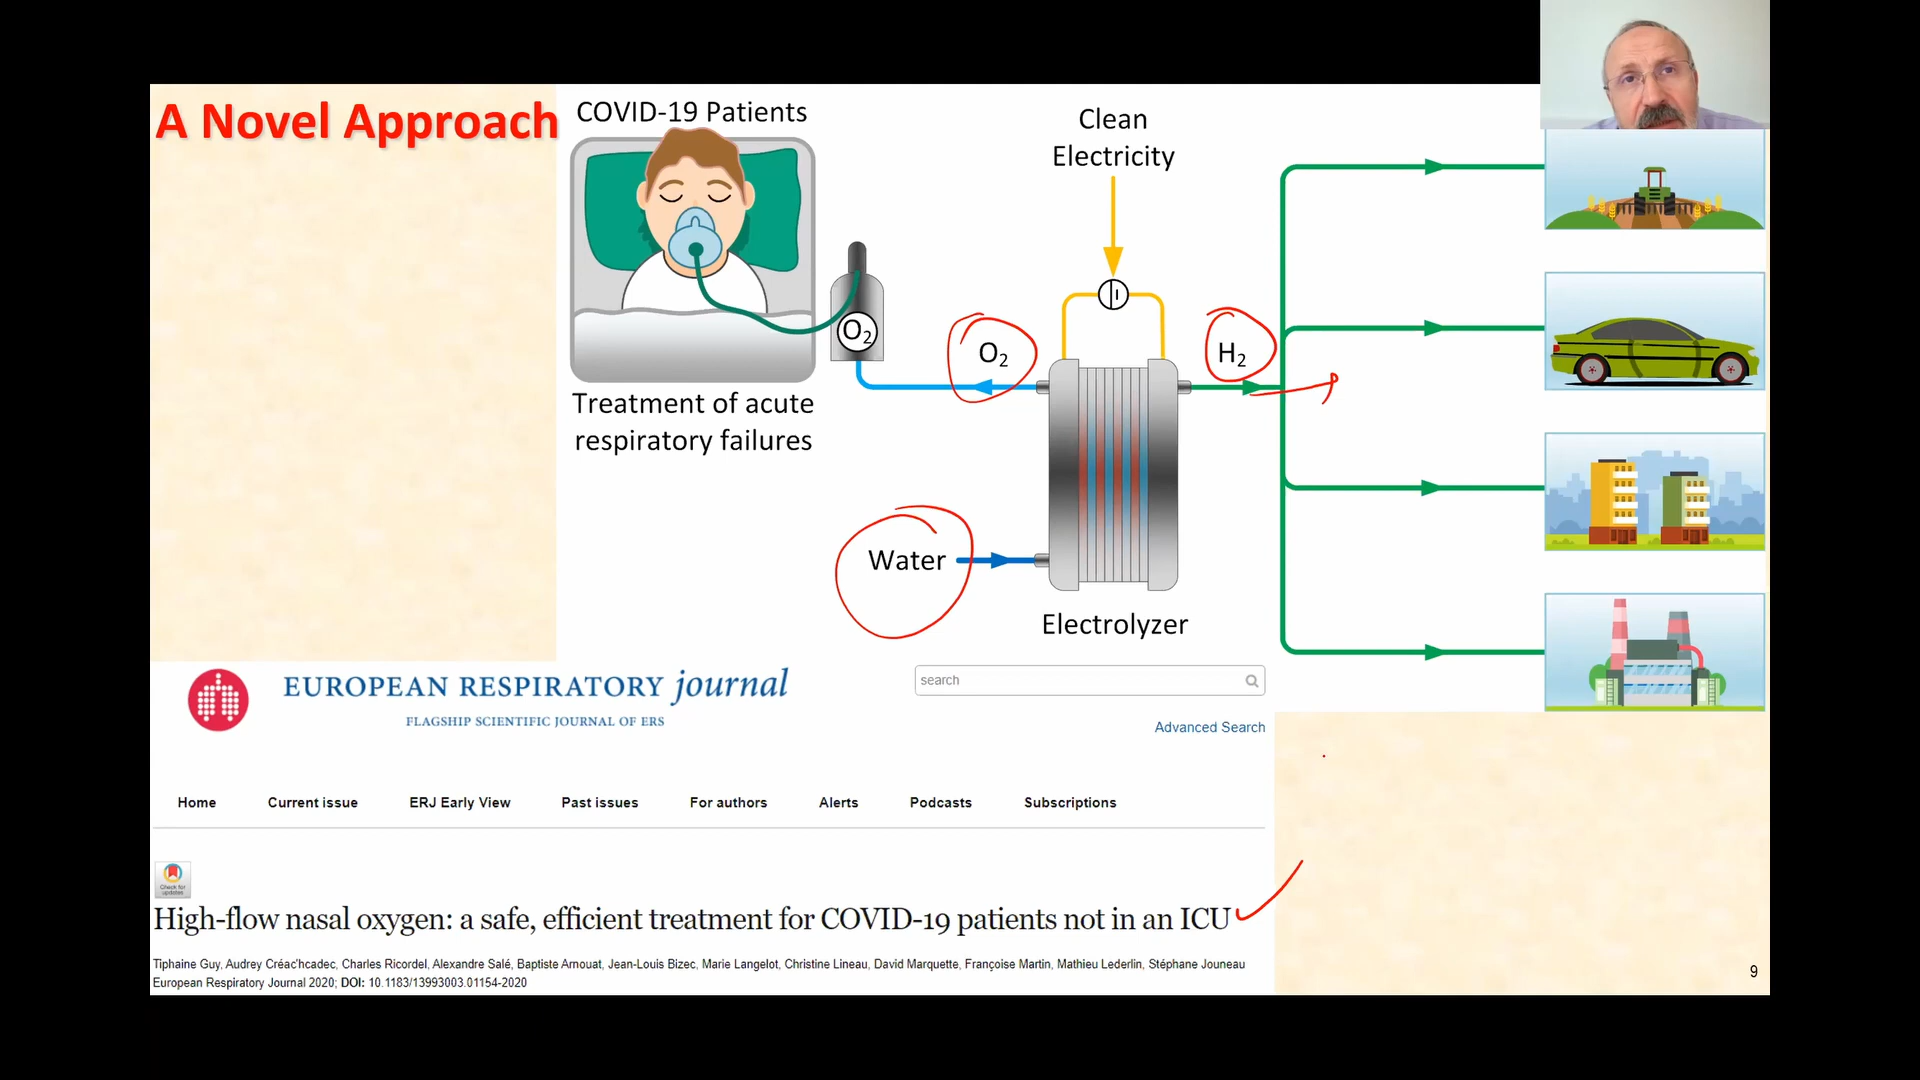 A Novel Approach
COVID-19 Patients
Clean
Electricity
O2
O2
H2
Treatment of acute
respiratory failures
Water
Electrolyzer
EUROPEAN RESPIRATORY journal
FLAGSHIP SCIENTIFIC JOURNAL OF ERS
search
Advanced Search
Home Current issue ERJ Early View Past issues For authors Alerts Podcasts Subscriptions
Check for
updates
High-flow nasal oxygen: a safe, efficient treatment for COVID-19 patients not in an ICU
Tiphaine Guy, Audrey Créac'hcadec, Charles Ricordel, Alexandre Salé, Baptiste Arnouat, Jean-Louis Bizec, Marie Langelot, Christine Lineau, David Marquette, Françoise Martin, Mathieu Lederlin, Stéphane Jouneau
European Respiratory Journal 2020; DOI: 10.1183/13993003.01154-2020
9